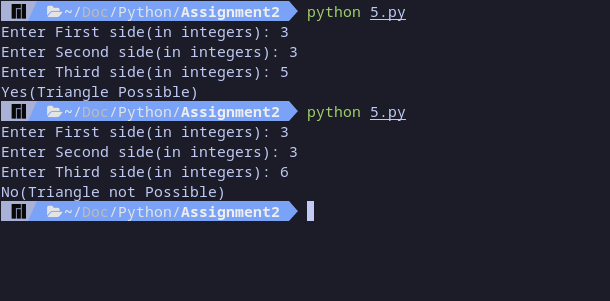 ~/Doc/Python/Assignment2 python 5.py
Enter First side(in integers): 3
Enter Second side(in integers): 3
Enter Third side(in integers): 5
Yes(Triangle Possible)
~/Doc/Python/Assignment2 python 5.py
Enter First side(in integers): 3
Enter Second side(in integers): 3
Enter Third side(in integers): 6
No(Triangle not Possible)
~/Doc/Python/Assignment2